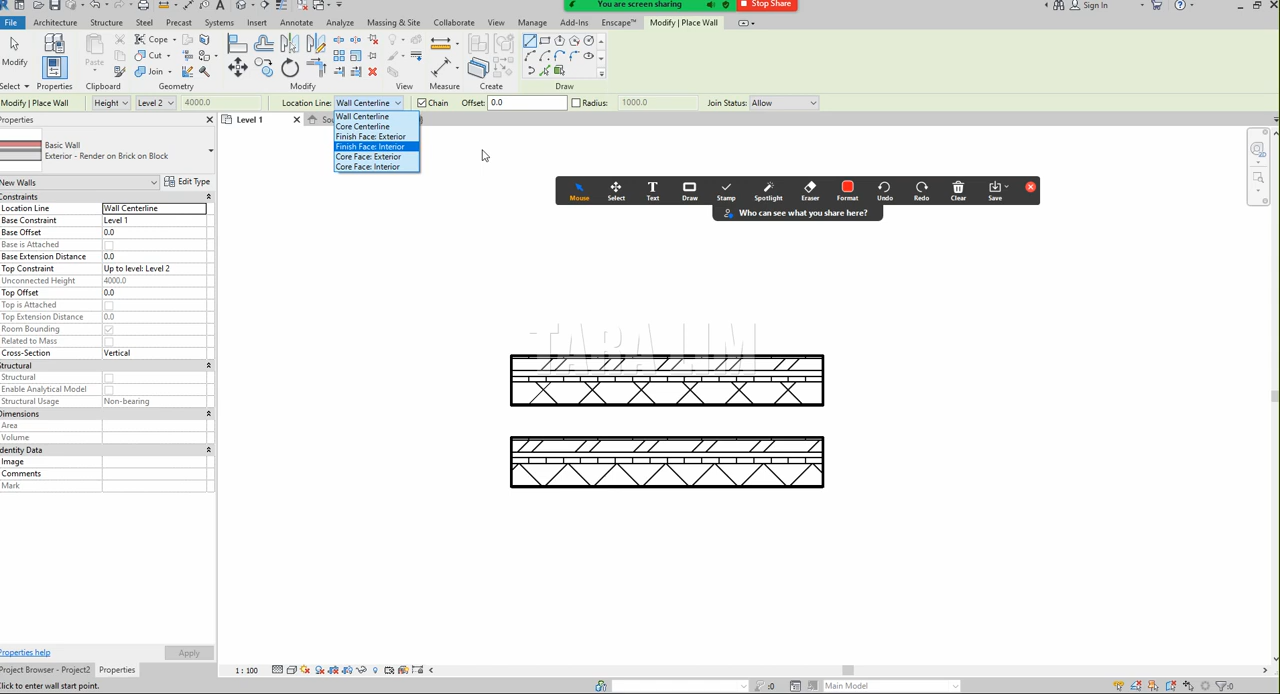 You are screen sharing
Stop Share
Sign In
File
Architecture
Structure
Steel
Precast
Systems
Insert
Annotate
Analyze
Massing & Site
Collaborate
View
Manage
Add-Ins
Enscape™
Modify | Place Wall
Modify
Paste
Cope
Cut
Join
Select
Properties
Clipboard
Geometry
Modify
View
Measure
Create
Draw
Modify | Place Wall
Height
Level 2
4000.0
Location Line:
Wall Centerline
Chain
Offset:
0.0
Radius:
1000.0
Join Status:
Allow
Wall Centerline
Core Centerline
Finish Face: Exterior
Finish Face: Interior
Core Face: Exterior
Core Face: Interior
Properties
Level 1
Basic Wall
Exterior - Render on Brick on Block
New Walls
Edit Type
Constraints
Location Line
Wall Centerline
Base Constraint
Level 1
Base Offset
0.0
Base is Attached
Base Extension Distance
0.0
Top Constraint
Up to level: Level 2
Unconnected Height
4000.0
Top Offset
0.0
Top is Attached
Top Extension Distance
0.0
Room Bounding
Related to Mass
Cross-Section
Vertical
Structural
Structural
Enable Analytical Model
Structural Usage
Non-bearing
Dimensions
Area
Volume
Identity Data
Image
Comments
Mark
Mouse
Select
Text
Draw
Stamp
Spotlight
Eraser
Format
Undo
Redo
Clear
Save
Who can see what you share here?
TARA LIM
Properties help
Apply
Project Browser - Project2
Properties
1 : 100
Click to enter wall start point.
:0
Main Model
:0